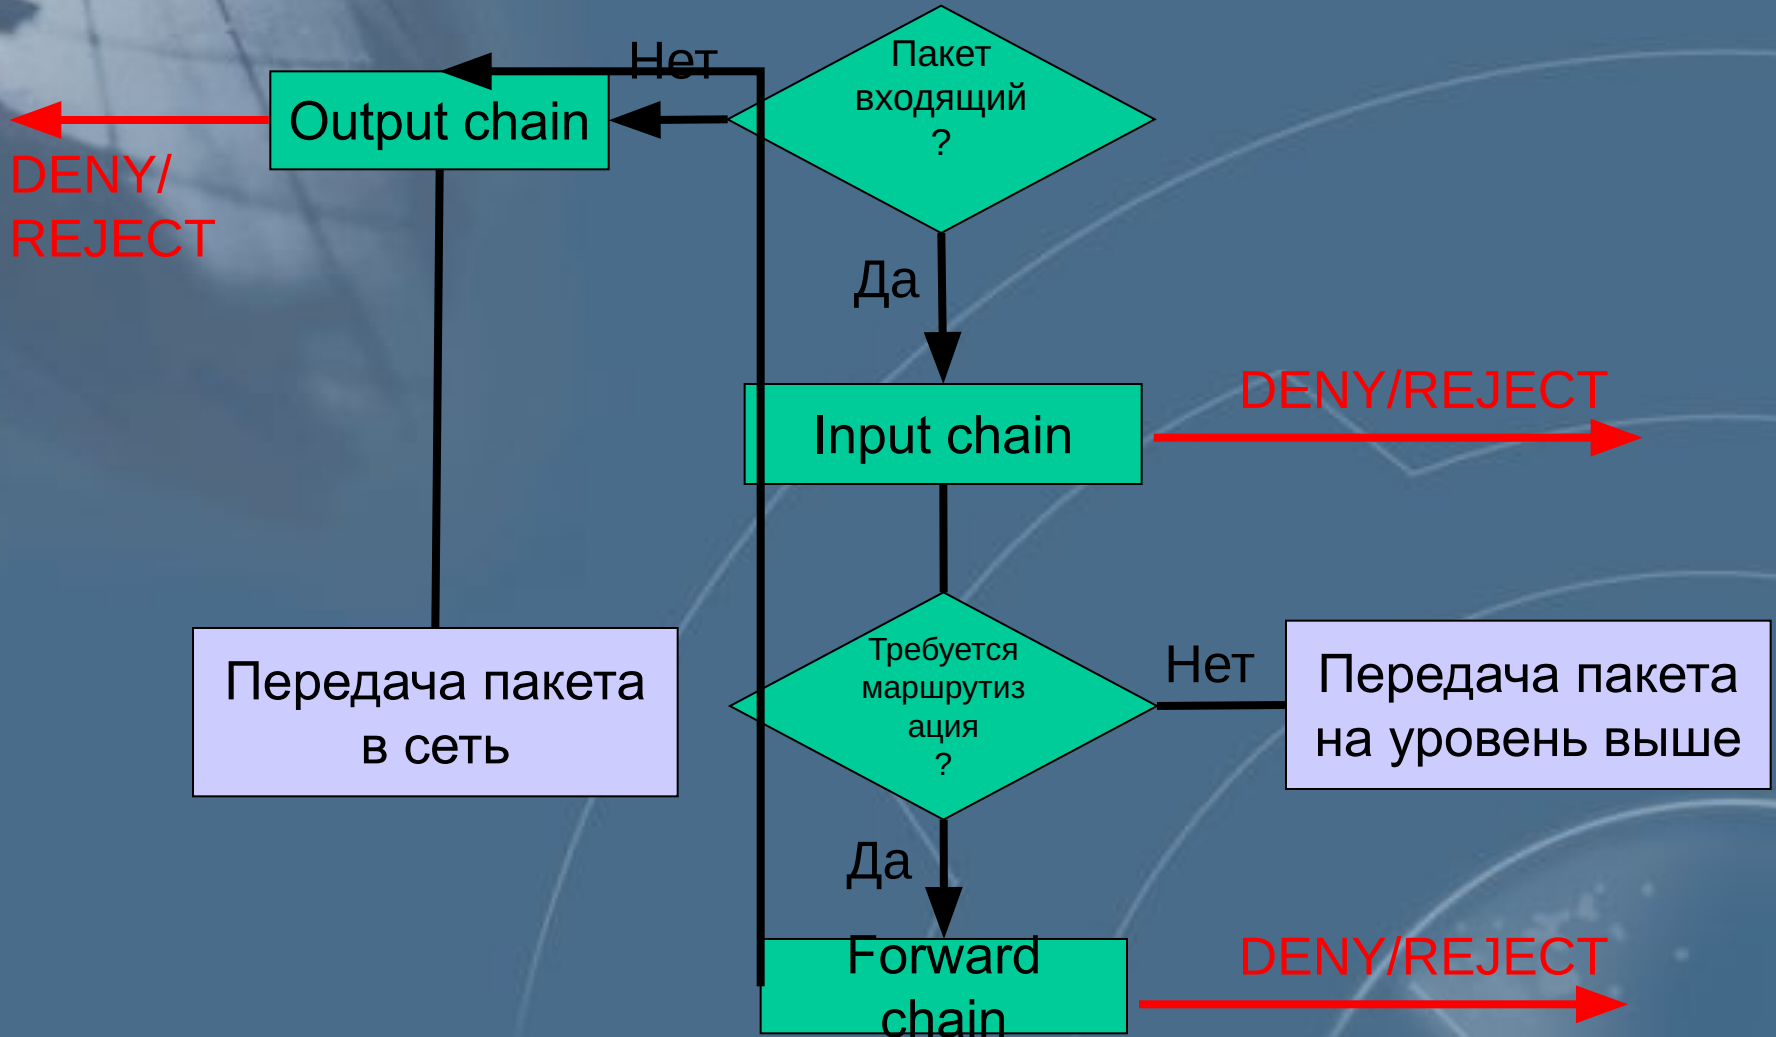 Нет
Пакет
входящий
?
Output chain
DENY/
REJECT
Да
Input chain
DENY/REJECT
Требуется
маршрутиз
ация
?
Нет
Передача пакета
на уровень выше
Передача пакета
в сеть
Да
Forward
chain
DENY/REJECT